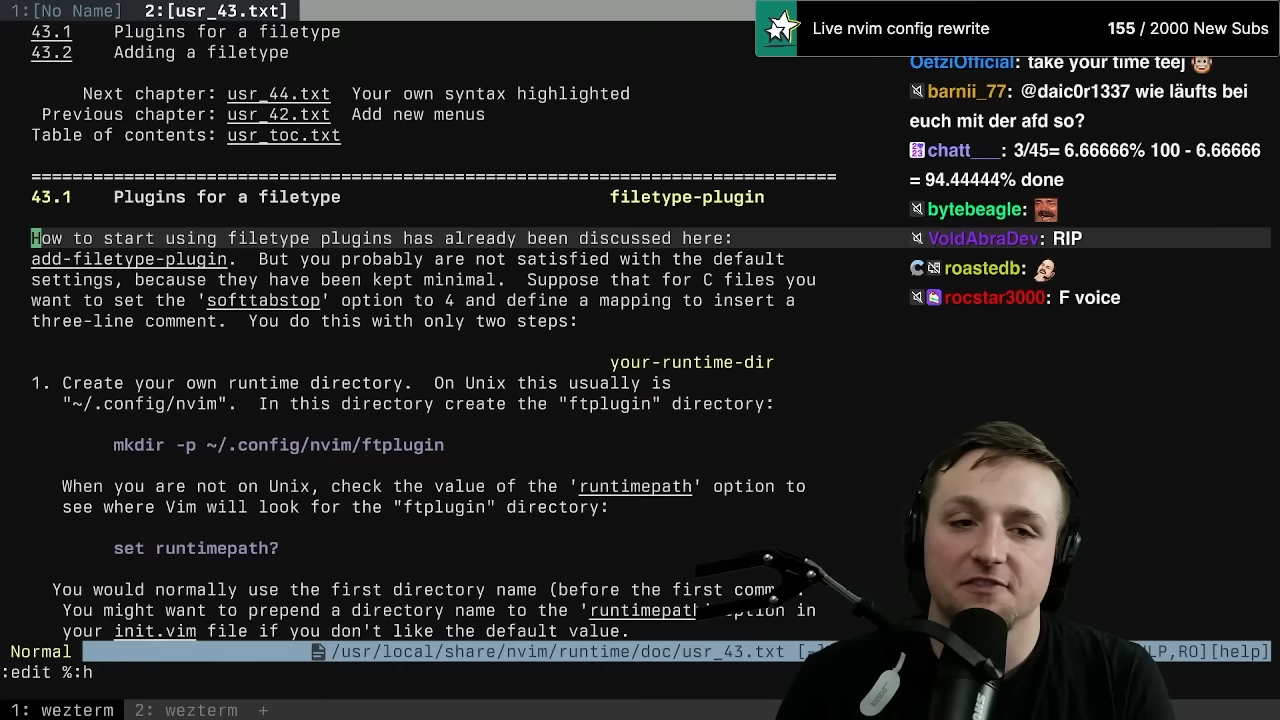 1:[No Name]  2:[usr_43.txt]
43.1    Plugins for a filetype
43.2    Adding a filetype
Next chapter: usr_44.txt  Your own syntax highlighted
Previous chapter: usr_42.txt  Add new menus
Table of contents: usr_toc.txt
==============================================================================
43.1    Plugins for a filetype    filetype-plugin
How to start using filetype plugins has already been discussed here:
add-filetype-plugin.  But you probably are not satisfied with the default
settings, because they have been kept minimal.  Suppose that for C files you
want to set the 'softtabstop' option to 4 and define a mapping to insert a
three-line comment.  You do this with only two steps:
your-runtime-dir
1. Create your own runtime directory.  On Unix this usually is
"~/.config/nvim".  In this directory create the "ftplugin" directory:
mkdir -p ~/.config/nvim/ftplugin
When you are not on Unix, check the value of the 'runtimepath' option to
see where Vim will look for the "ftplugin" directory:
set runtimepath?
You would normally use the first directory name (before the first
You might want to prepend a directory name to the 'runtimepath' option in
your init.vim file if you don't like the default value.
Normal    /usr/local/share/nvim/runtime/doc/usr_43.txt    RO][help]
:edit %:h
1: wezterm  2: wezterm  +
Live nvim config rewrite    155 / 2000 New Subs
OetziOfficial: take your time teej
barnii_77: @daic0r1337 wie läufts bei
euch mit der afd so?
chatt___: 3/45= 6.66666% 100 - 6.66666
= 94.44444% done
bytebeagle:
VoldAbraDev: RIP
roastedb:
rocstar3000: F voice